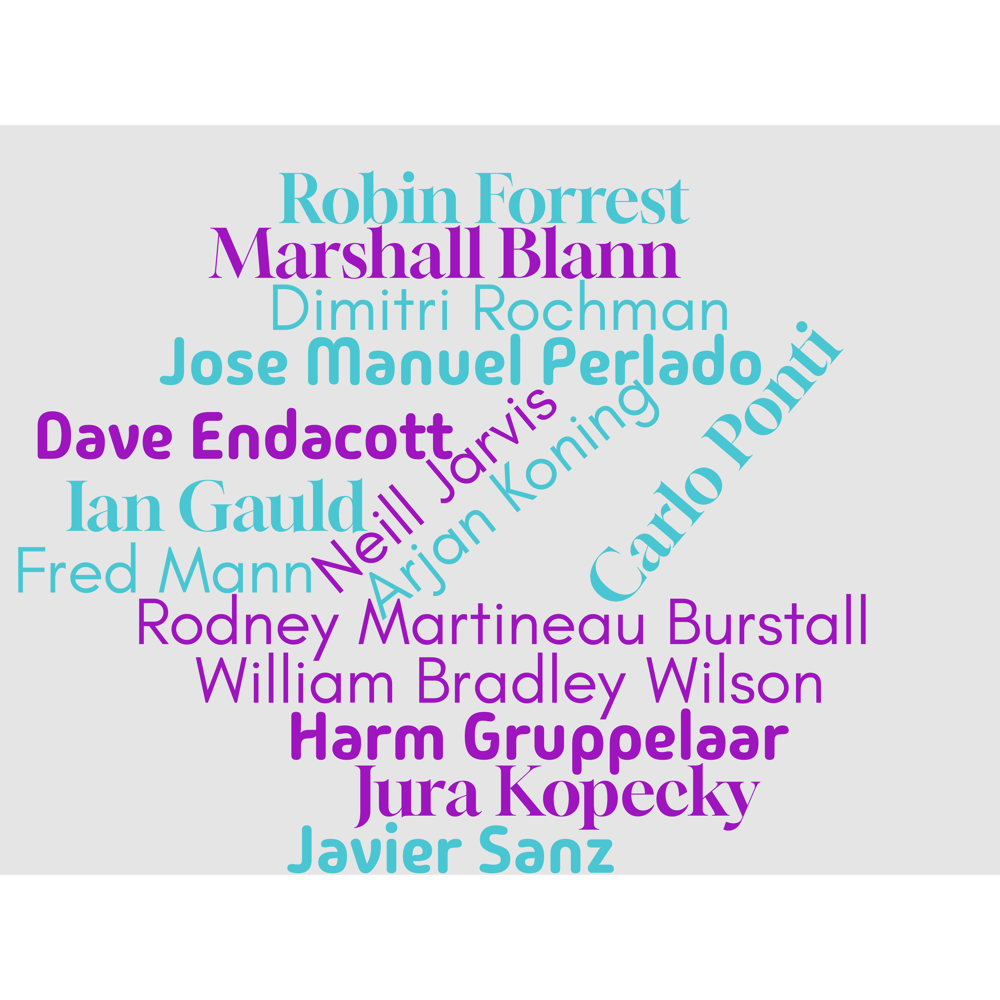 Robin Forrest
Marshall Blann
Dimitri Rochman
Jose Manuel Perlado
Dave Endacott
Neill Jarvis
Arjan Konning
Carlo Ponti
Ian Gauld
Fred Mann
Rodney Martineau Burstall
William Bradley Wilson
Harm Gruppelaar
Jura Kopecky
Javier Sanz